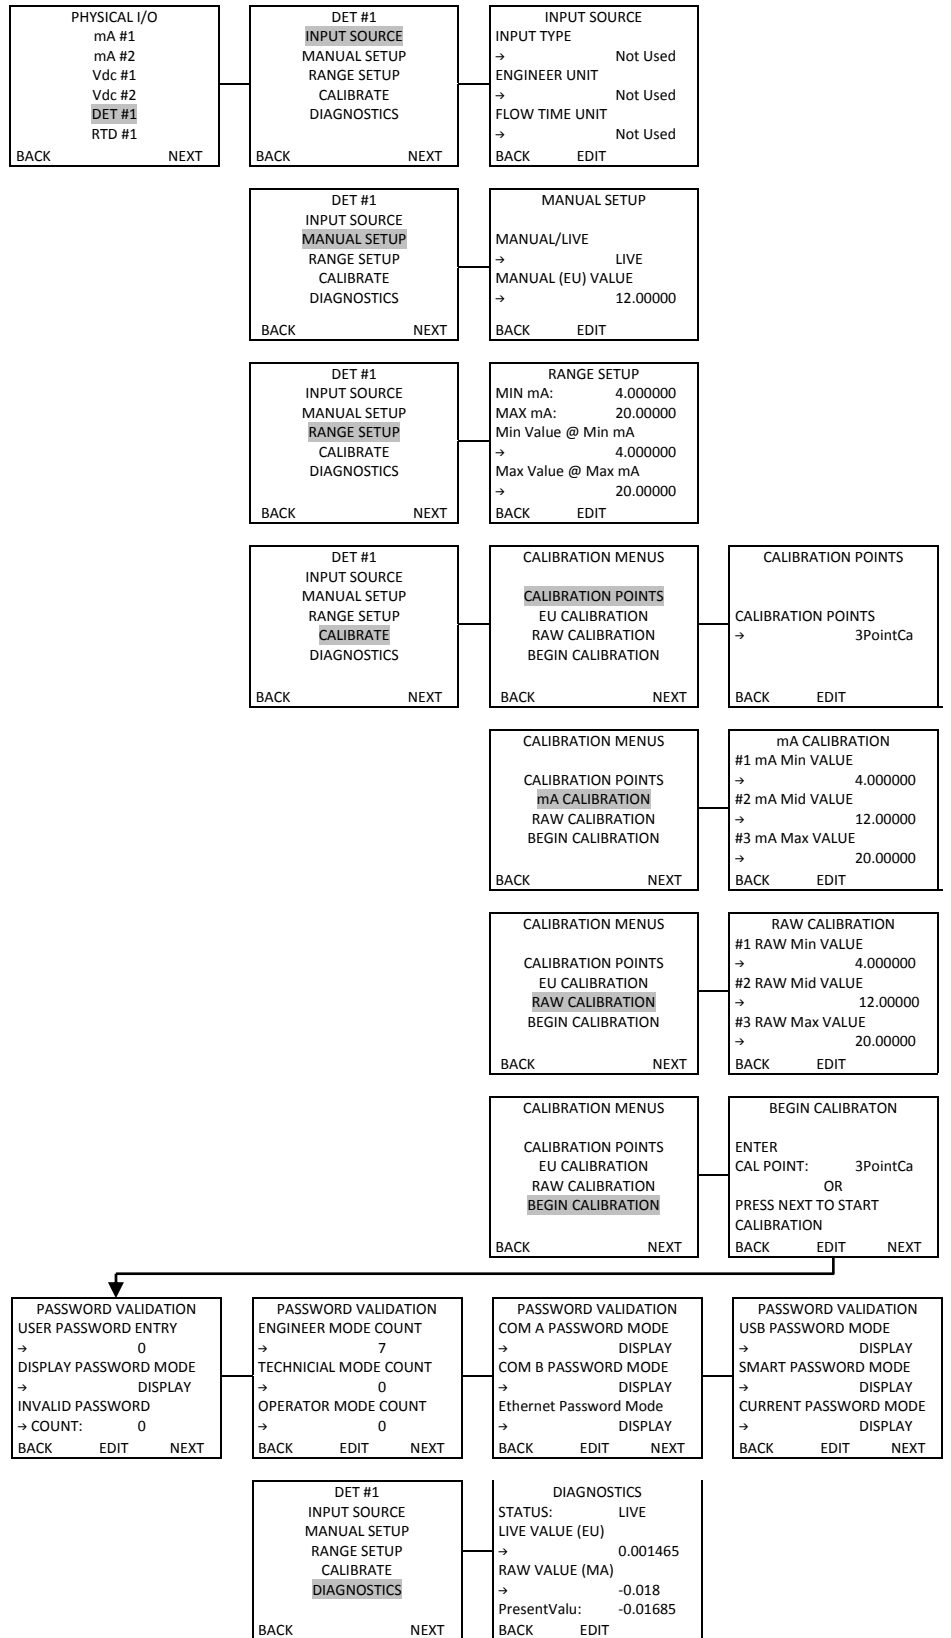 PHYSICAL I/O
mA #1
mA #2
Vdc #1
Vdc #2
DET #1
RTD #1
BACK NEXT
DET #1
INPUT SOURCE
MANUAL SETUP
RANGE SETUP
CALIBRATE
DIAGNOSTICS
BACK NEXT
INPUT SOURCE
INPUT TYPE
→ Not Used
ENGINEER UNIT
→ Not Used
FLOW TIME UNIT
→ Not Used
BACK EDIT
DET #1
INPUT SOURCE
MANUAL SETUP
RANGE SETUP
CALIBRATE
DIAGNOSTICS
BACK NEXT
MANUAL SETUP
MANUAL/LIVE
→ LIVE
MANUAL (EU) VALUE
→ 12.00000
BACK EDIT
DET #1
INPUT SOURCE
MANUAL SETUP
RANGE SETUP
CALIBRATE
DIAGNOSTICS
BACK NEXT
RANGE SETUP
MIN mA: 4.000000
MAX mA: 20.00000
Min Value @ Min mA
→ 4.000000
Max Value @ Max mA
→ 20.00000
BACK EDIT
DET #1
INPUT SOURCE
MANUAL SETUP
RANGE SETUP
CALIBRATE
DIAGNOSTICS
BACK NEXT
CALIBRATION MENUS
CALIBRATION POINTS
EU CALIBRATION
RAW CALIBRATION
BEGIN CALIBRATION
BACK NEXT
CALIBRATION POINTS
CALIBRATION POINTS
→ 3PointCa
BACK EDIT
CALIBRATION MENUS
CALIBRATION POINTS
mA CALIBRATION
RAW CALIBRATION
BEGIN CALIBRATION
BACK NEXT
mA CALIBRATION
#1 mA Min VALUE
→ 4.000000
#2 mA Mid VALUE
→ 12.00000
#3 mA Max VALUE
→ 20.00000
BACK EDIT
CALIBRATION MENUS
CALIBRATION POINTS
EU CALIBRATION
RAW CALIBRATION
BEGIN CALIBRATION
BACK NEXT
RAW CALIBRATION
#1 RAW Min VALUE
→ 4.000000
#2 RAW Mid VALUE
→ 12.00000
#3 RAW Max VALUE
→ 20.00000
BACK EDIT
CALIBRATION MENUS
CALIBRATION POINTS
EU CALIBRATION
RAW CALIBRATION
BEGIN CALIBRATION
BACK NEXT
BEGIN CALIBRATON
ENTER
CAL POINT: 3PointCa
OR
PRESS NEXT TO START
CALIBRATION
BACK EDIT NEXT
PASSWORD VALIDATION
USER PASSWORD ENTRY
→ 0
DISPLAY PASSWORD MODE
→ DISPLAY
INVALID PASSWORD
→ COUNT: 0
BACK EDIT NEXT
PASSWORD VALIDATION
ENGINEER MODE COUNT
→ 7
TECHNICIAL MODE COUNT
→ 0
OPERATOR MODE COUNT
→ 0
BACK EDIT NEXT
PASSWORD VALIDATION
COM A PASSWORD MODE
→ DISPLAY
COM B PASSWORD MODE
→ DISPLAY
Ethernet Password Mode
→ DISPLAY
BACK EDIT NEXT
PASSWORD VALIDATION
USB PASSWORD MODE
→ DISPLAY
SMART PASSWORD MODE
→ DISPLAY
CURRENT PASSWORD MODE
→ DISPLAY
BACK EDIT NEXT
DET #1
INPUT SOURCE
MANUAL SETUP
RANGE SETUP
CALIBRATE
DIAGNOSTICS
BACK NEXT
DIAGNOSTICS
STATUS: LIVE
LIVE VALUE (EU)
→ 0.001465
RAW VALUE (MA)
→ -0.018
PresentValu: -0.01685
BACK EDIT